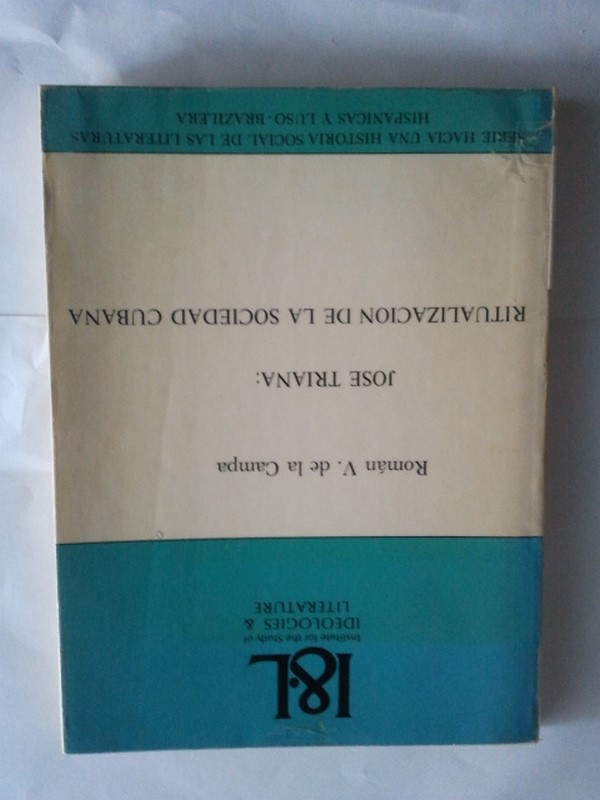 I&L
Institute for the Study of
IDEOLOGIES &
LITERATURE
Román V. de la Campa
JOSE TRIANA:
RITUALIZACION DE LA SOCIEDAD CUBANA
SERIE HACIA UNA HISTORIA SOCIAL DE LAS LITERATURAS
HISPANICAS Y LUSO-BRAZILERA